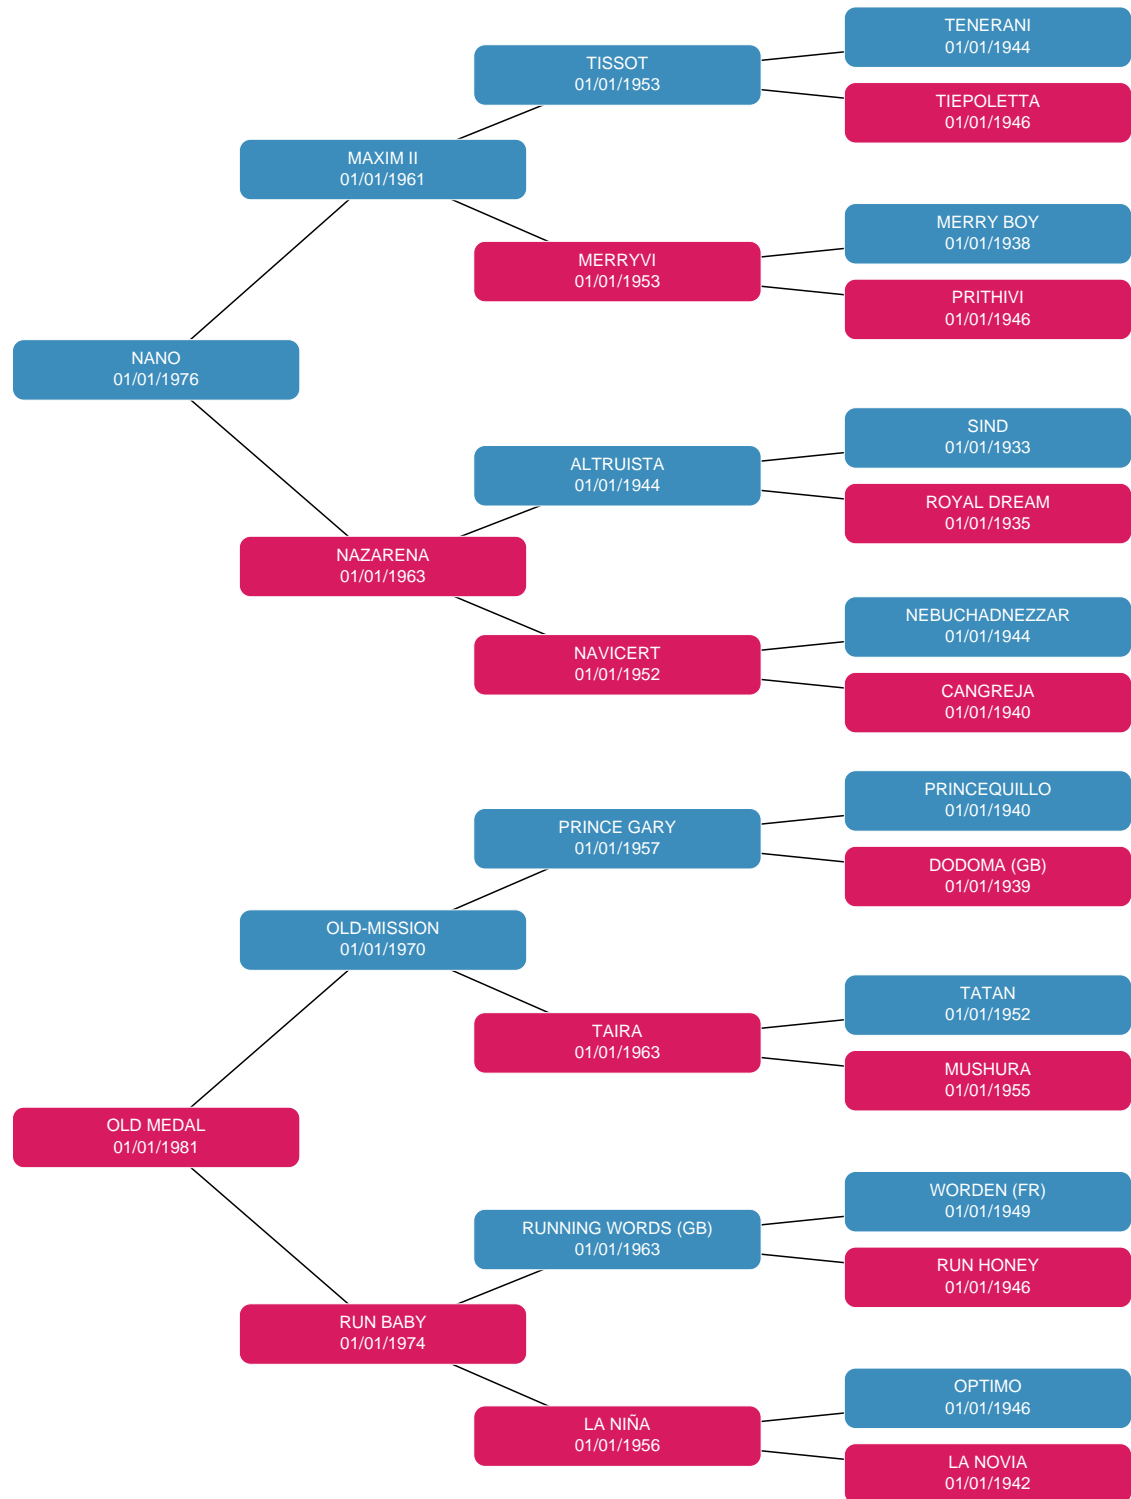 TENERANI
01/01/1944
TISSOT
01/01/1953
TIEPOLETTA
01/01/1946
MAXIM II
01/01/1961
MERRY BOY
01/01/1938
MERRYVI
01/01/1953
PRITHIVI
01/01/1946
NANO
01/01/1976
SIND
01/01/1933
ALTRUISTA
01/01/1944
ROYAL DREAM
01/01/1935
NAZARENA
01/01/1963
NEBUCHADNEZZAR
01/01/1944
NAVICERT
01/01/1952
CANGREJA
01/01/1940
PRINCEQUILLO
01/01/1940
PRINCE GARY
01/01/1957
DODOMA (GB)
01/01/1939
OLD-MISSION
01/01/1970
TATAN
01/01/1952
TAIRA
01/01/1963
MUSHURA
01/01/1955
OLD MEDAL
01/01/1981
WORDEN (FR)
01/01/1949
RUNNING WORDS (GB)
01/01/1963
RUN HONEY
01/01/1946
RUN BABY
01/01/1974
OPTIMO
01/01/1946
LA NIÑA
01/01/1956
LA NOVIA
01/01/1942